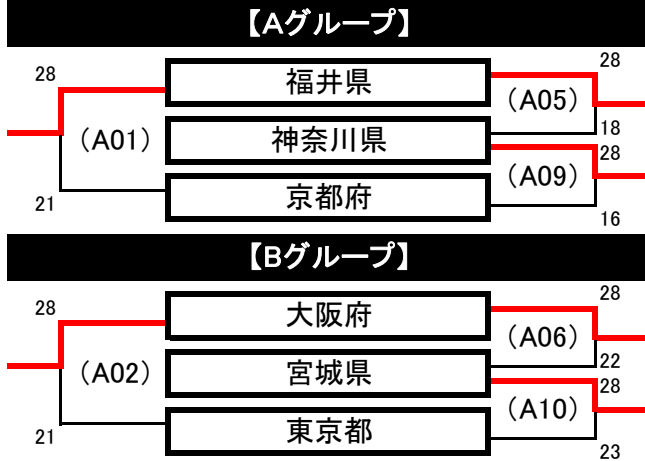 【Aグループ】
28
28
福井県
（A05）
（A01）
神奈川県
18
28
京都府
（A09）
21
16
【Bグループ】
28
28
大阪府
（A06）
（A02）
宮城県
22
28
東京都
（A10）
21
23